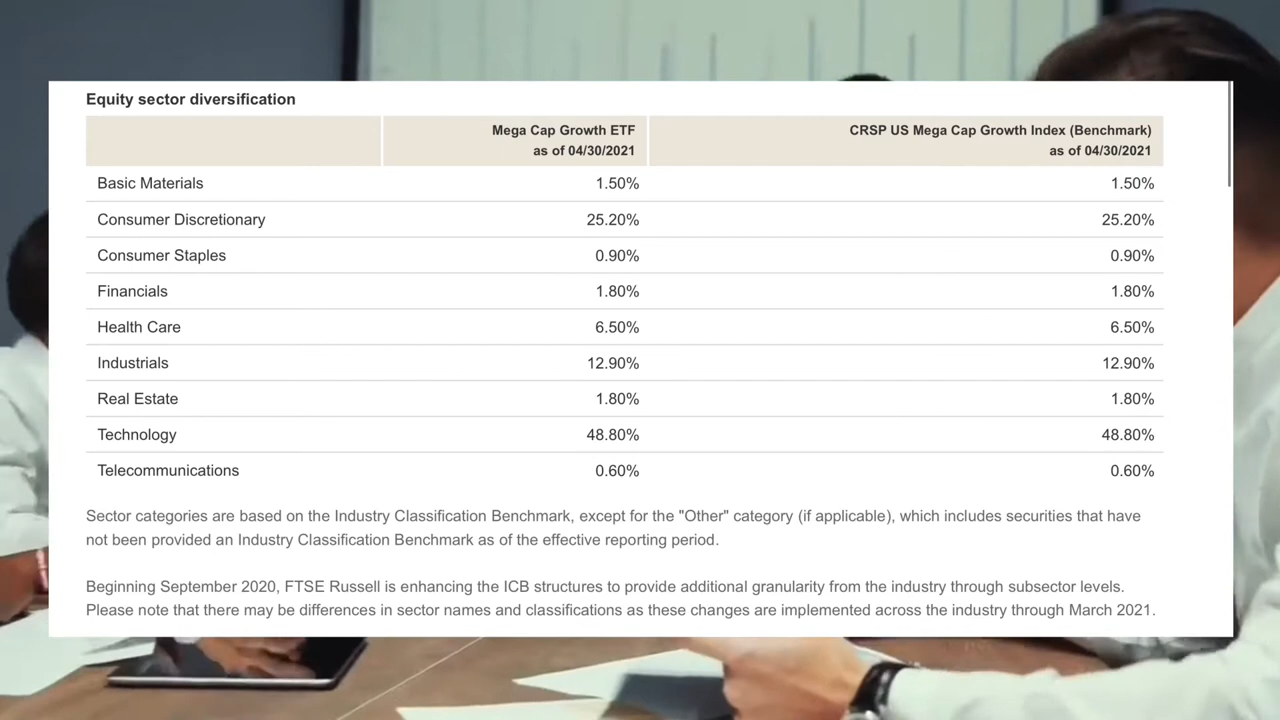 Equity sector diversification
Mega Cap Growth ETF
as of 04/30/2021
CRSP US Mega Cap Growth Index (Benchmark)
as of 04/30/2021
Basic Materials 1.50% 1.50%
Consumer Discretionary 25.20% 25.20%
Consumer Staples 0.90% 0.90%
Financials 1.80% 1.80%
Health Care 6.50% 6.50%
Industrials 12.90% 12.90%
Real Estate 1.80% 1.80%
Technology 48.80% 48.80%
Telecommunications 0.60% 0.60%
Sector categories are based on the Industry Classification Benchmark, except for the "Other" category (if applicable), which includes securities that have
not been provided an Industry Classification Benchmark as of the effective reporting period.
Beginning September 2020, FTSE Russell is enhancing the ICB structures to provide additional granularity from the industry through subsector levels.
Please note that there may be differences in sector names and classifications as these changes are implemented across the industry through March 2021.